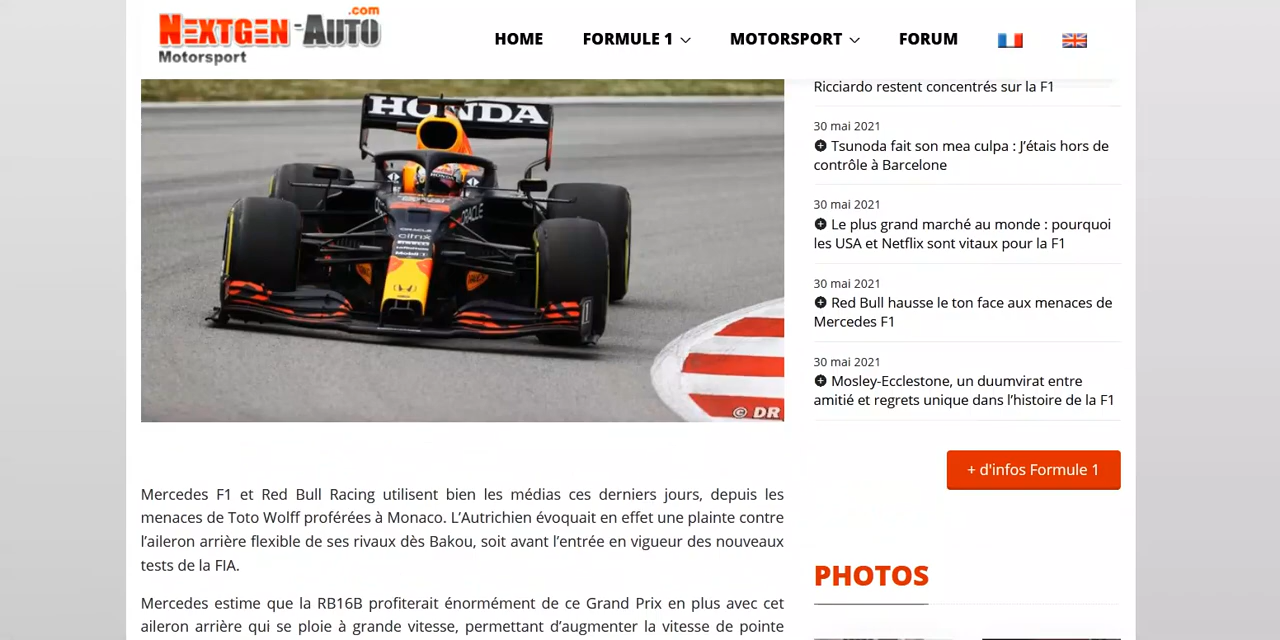 NEXTGEN-AUTO
.com
Motorsport
HOME
FORMULE 1
MOTORSPORT
FORUM
HONDA
ORACLE
citrix
Mobil 1
© DR
Mercedes F1 et Red Bull Racing utilisent bien les médias ces derniers jours, depuis les
menaces de Toto Wolff proférées à Monaco. L’Autrichien évoquait en effet une plainte contre
l’aileron arrière flexible de ses rivaux dès Bakou, soit avant l’entrée en vigueur des nouveaux
tests de la FIA.
Mercedes estime que la RB16B profiterait énormément de ce Grand Prix en plus avec cet
aileron arrière qui se ploie à grande vitesse, permettant d’augmenter la vitesse de pointe
Ricciardo restent concentrés sur la F1
30 mai 2021
Tsunoda fait son mea culpa : J’étais hors de
contrôle à Barcelone
30 mai 2021
Le plus grand marché au monde : pourquoi
les USA et Netflix sont vitaux pour la F1
30 mai 2021
Red Bull hausse le ton face aux menaces de
Mercedes F1
30 mai 2021
Mosley-Ecclestone, un duumvirat entre
amitié et regrets unique dans l’histoire de la F1
+ d'infos Formule 1
PHOTOS